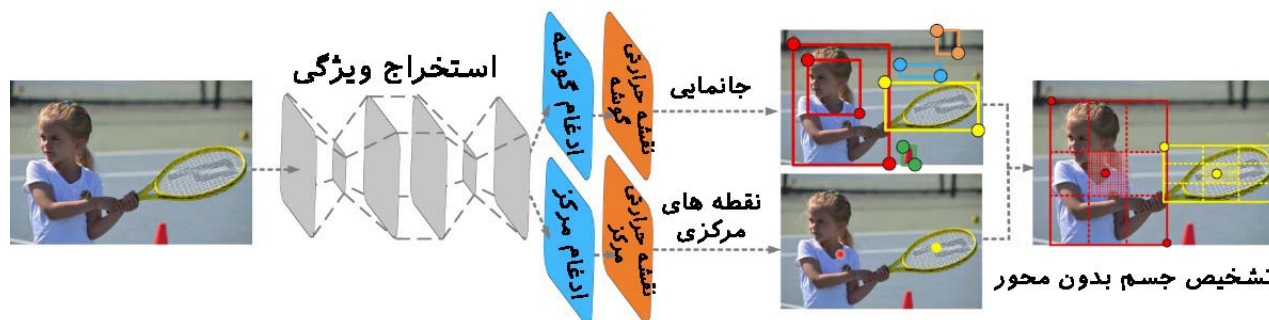 استخراج ویژگی
ادغام گوشه
نقشه حرارتی
گوشه
جانمایی
ادغام مرکز
نقشه حرارتی
مرکز
نقطه های
مرکزی
تشخیص جسم بدون محور